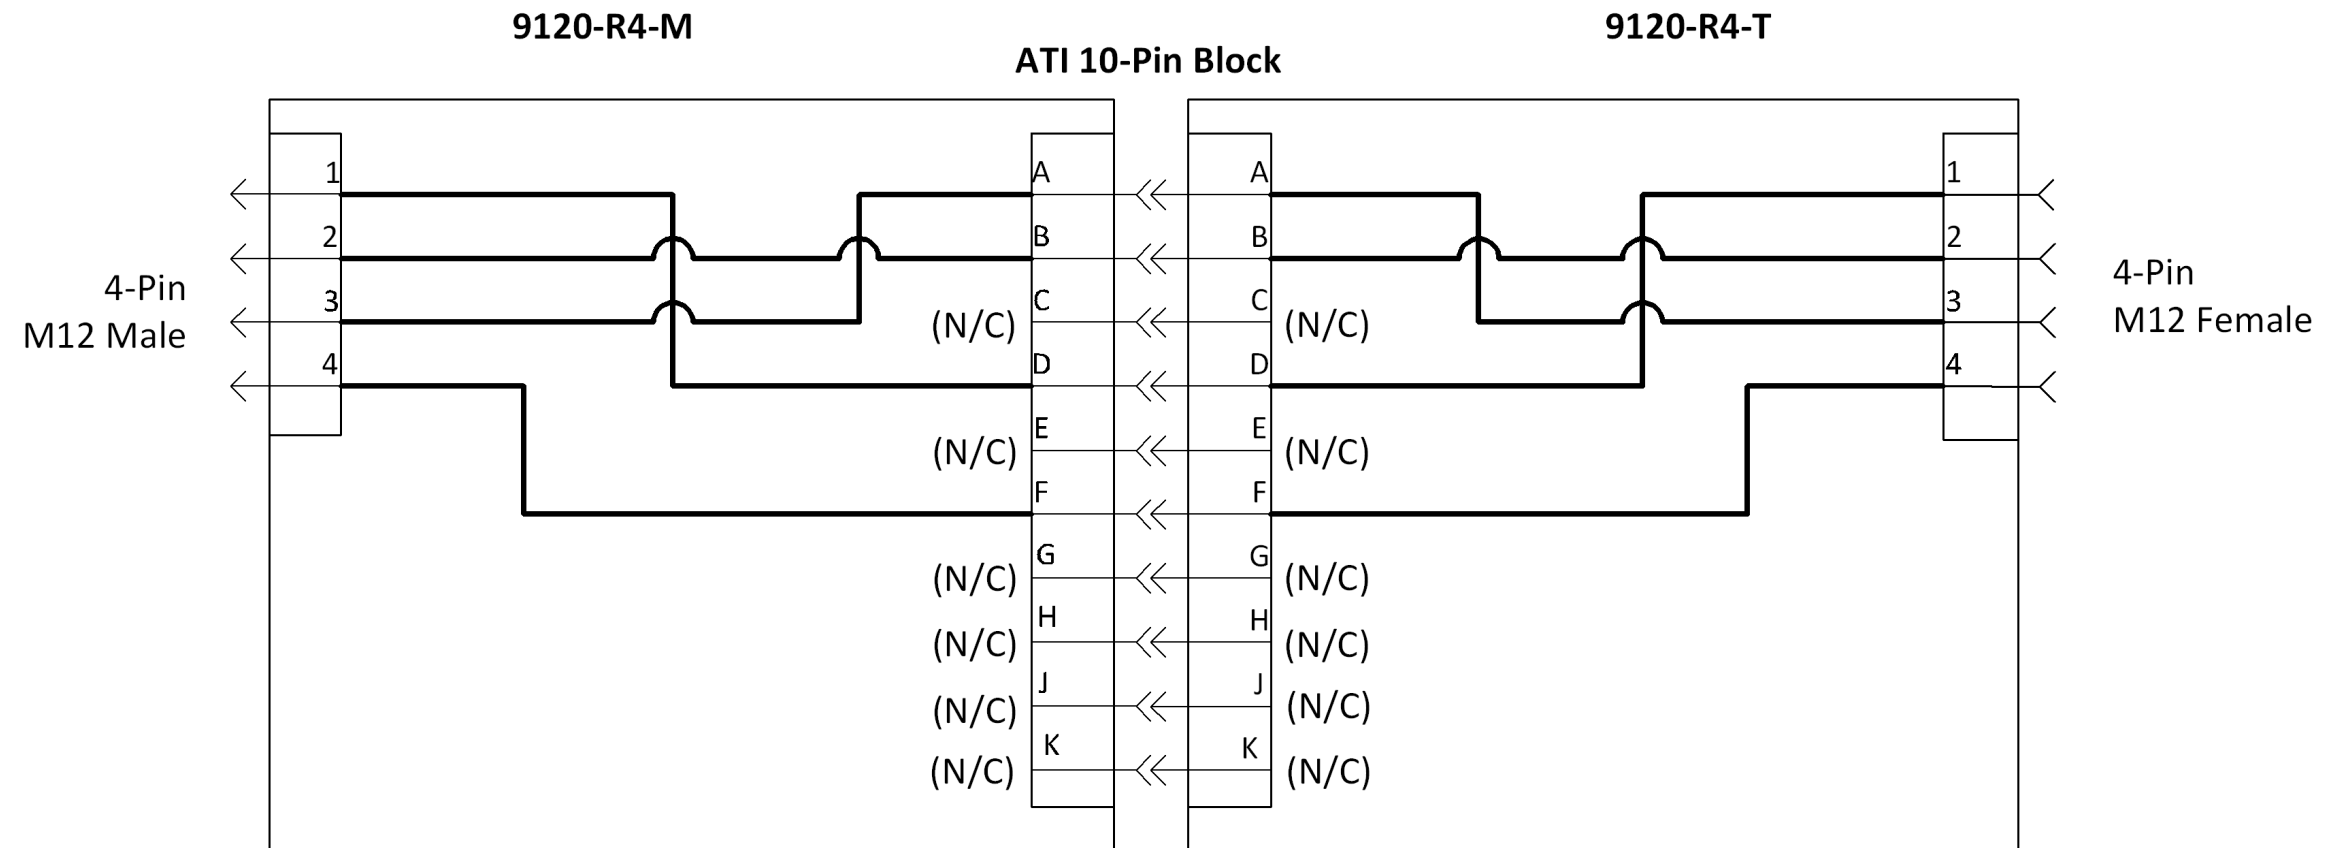 9120-R4-M
9120-R4-T
ATI 10-Pin Block
1 A A 1
2 B B 2
4-Pin
M12 Male
4-Pin
M12 Female
3 (N/C) C C (N/C) 3
4 D D 4
(N/C) E E (N/C)
F F
(N/C) G G (N/C)
(N/C) H H (N/C)
(N/C) J J (N/C)
(N/C) K K (N/C)